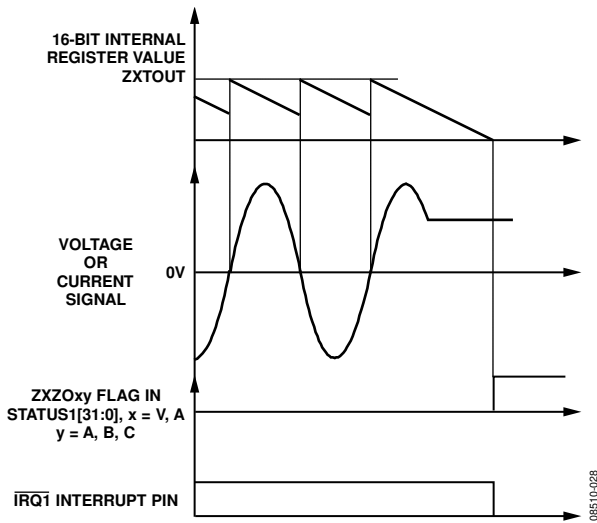 16-BIT INTERNAL
REGISTER VALUE
ZXTOUT
VOLTAGE
OR
CURRENT
SIGNAL
0V
ZXZOxy FLAG IN
STATUS1[31:0], x = V, A
y = A, B, C
IRQ1 INTERRUPT PIN
08510-028